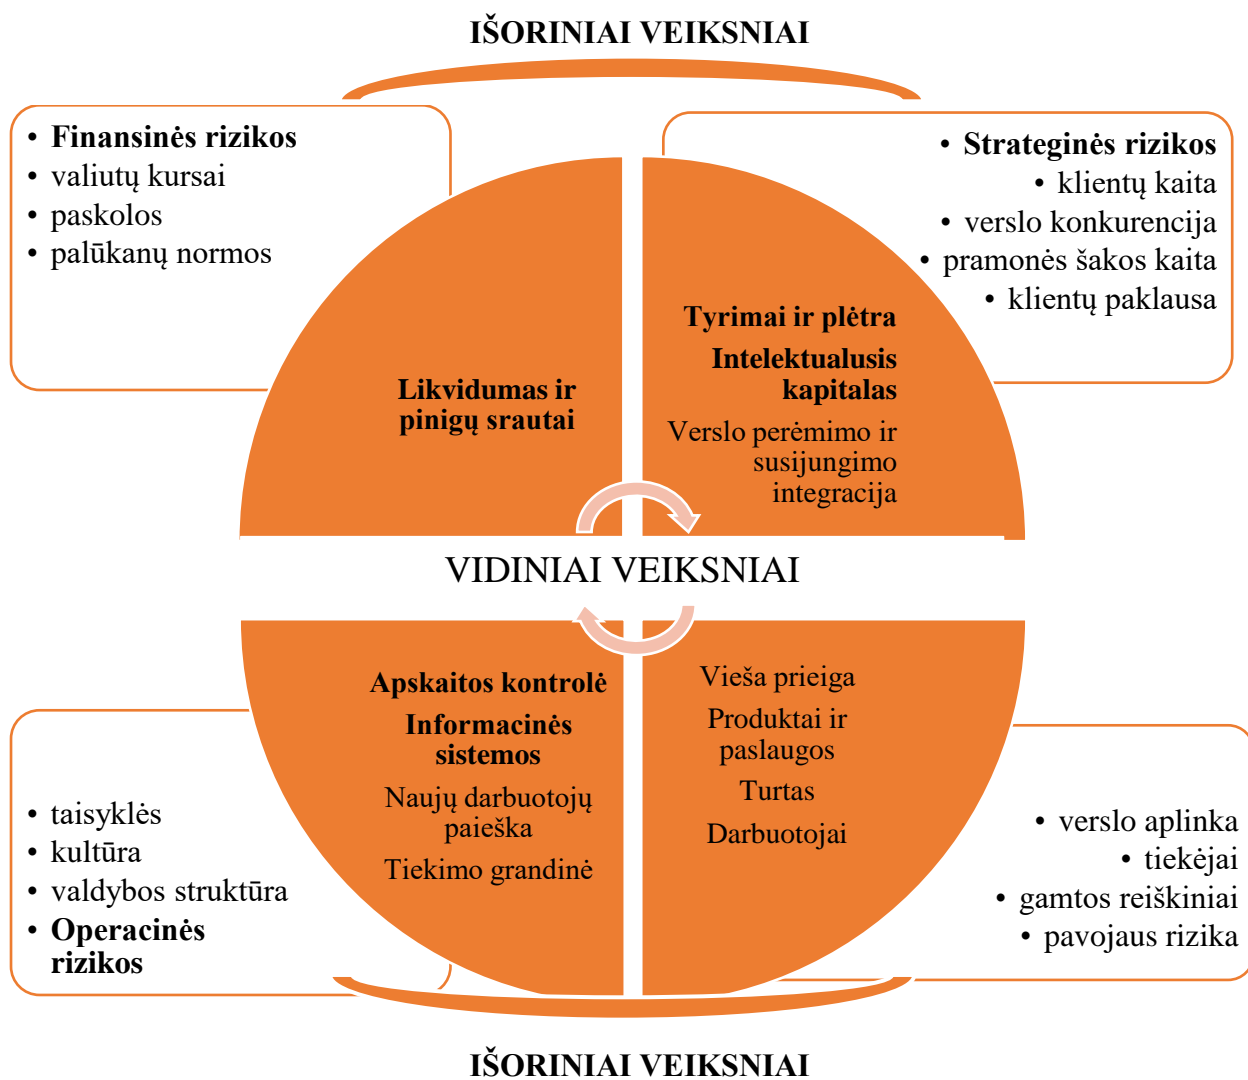 IŠORINIAI VEIKSNIAI
• Finansinės rizikos
• valiutų kursai
• paskolos
• palūkanų normos
• Strateginės rizikos
• klientų kaita
• verslo konkurencija
• pramonės šakos kaita
• klientų paklausa
Likvidumas ir
pinigų srautai
Tyrimai ir plėtra
Intelektualusis
kapitalas
Verslo perėmimo ir
susijungimo
integracija
VIDINIAI VEIKSNIAI
Apskaitos kontrolė
Informacinės
sistemos
Naujų darbuotojų
paieška
Tiekimo grandinė
Vieša prieiga
Produktai ir
paslaugos
Turtas
Darbuotojai
• taisyklės
• kultūra
• valdybos struktūra
• Operacinės
rizikos
• verslo aplinka
• tiekėjai
• gamtos reiškiniai
• pavojaus rizika
IŠORINIAI VEIKSNIAI